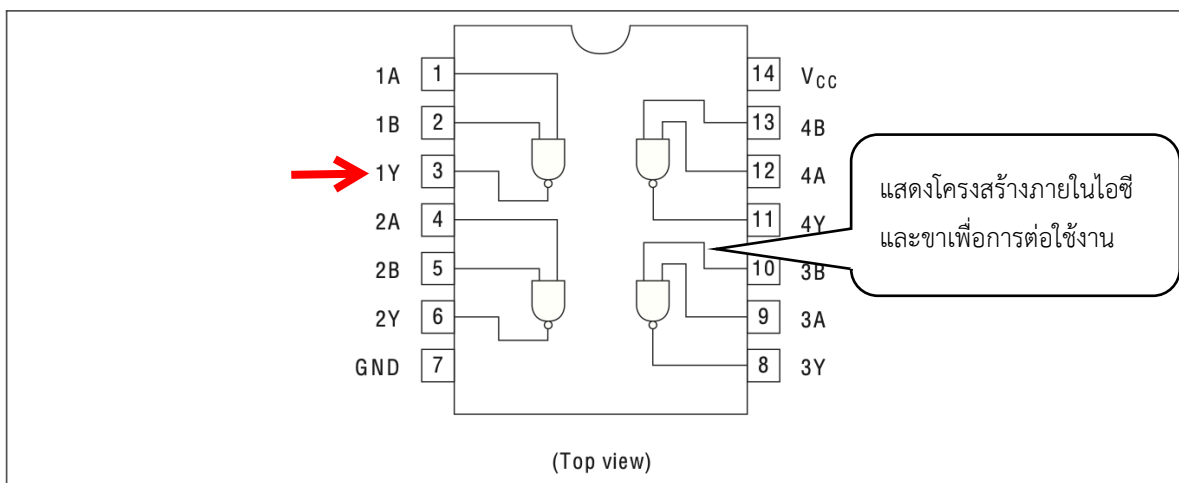 1A 1 14 VCC
1B 2 13 4B
1Y 3 12 4A
2A 4 11 4Y
2B 5 10 3B
2Y 6 9 3A
GND 7 8 3Y
แสดงโครงสร้างภายในไอซี
และขาเพื่อการต่อใช้งาน
(Top view)